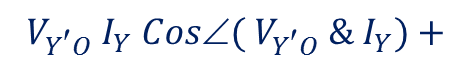 V_{Y'O} I_Y Cos∠( V_{Y'O} & I_Y) +